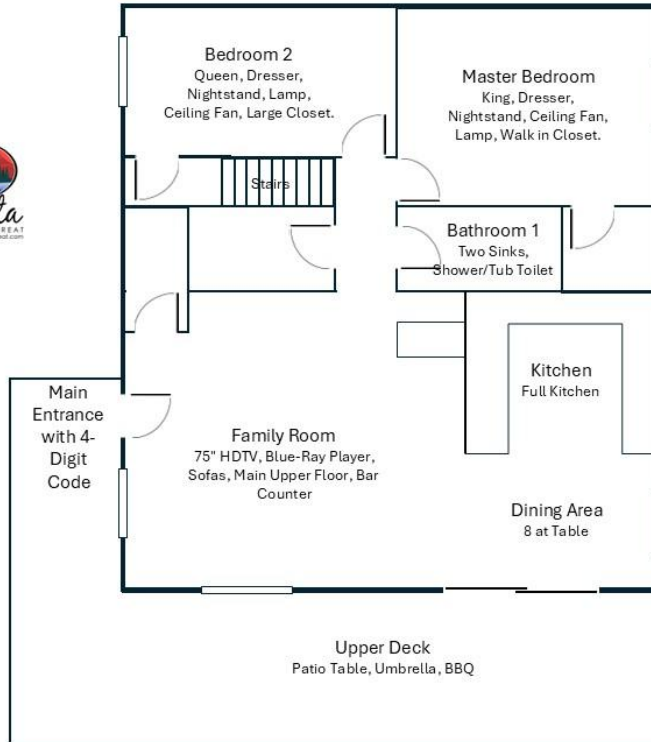 Bedroom 2
Queen, Dresser,
Nightstand, Lamp,
Ceiling Fan, Large Closet.
Master Bedroom
King, Dresser,
Nightstand, Ceiling Fan,
Lamp, Walk in Closet.
Stairs
Bathroom 1
Two Sinks,
Shower/Tub Toilet
Kitchen
Full Kitchen
Main
Entrance
with 4-
Digit
Code
Family Room
75" HDTV, Blue-Ray Player,
Sofas, Main Upper Floor, Bar
Counter
Dining Area
8 at Table
Upper Deck
Patio Table, Umbrella, BBQ